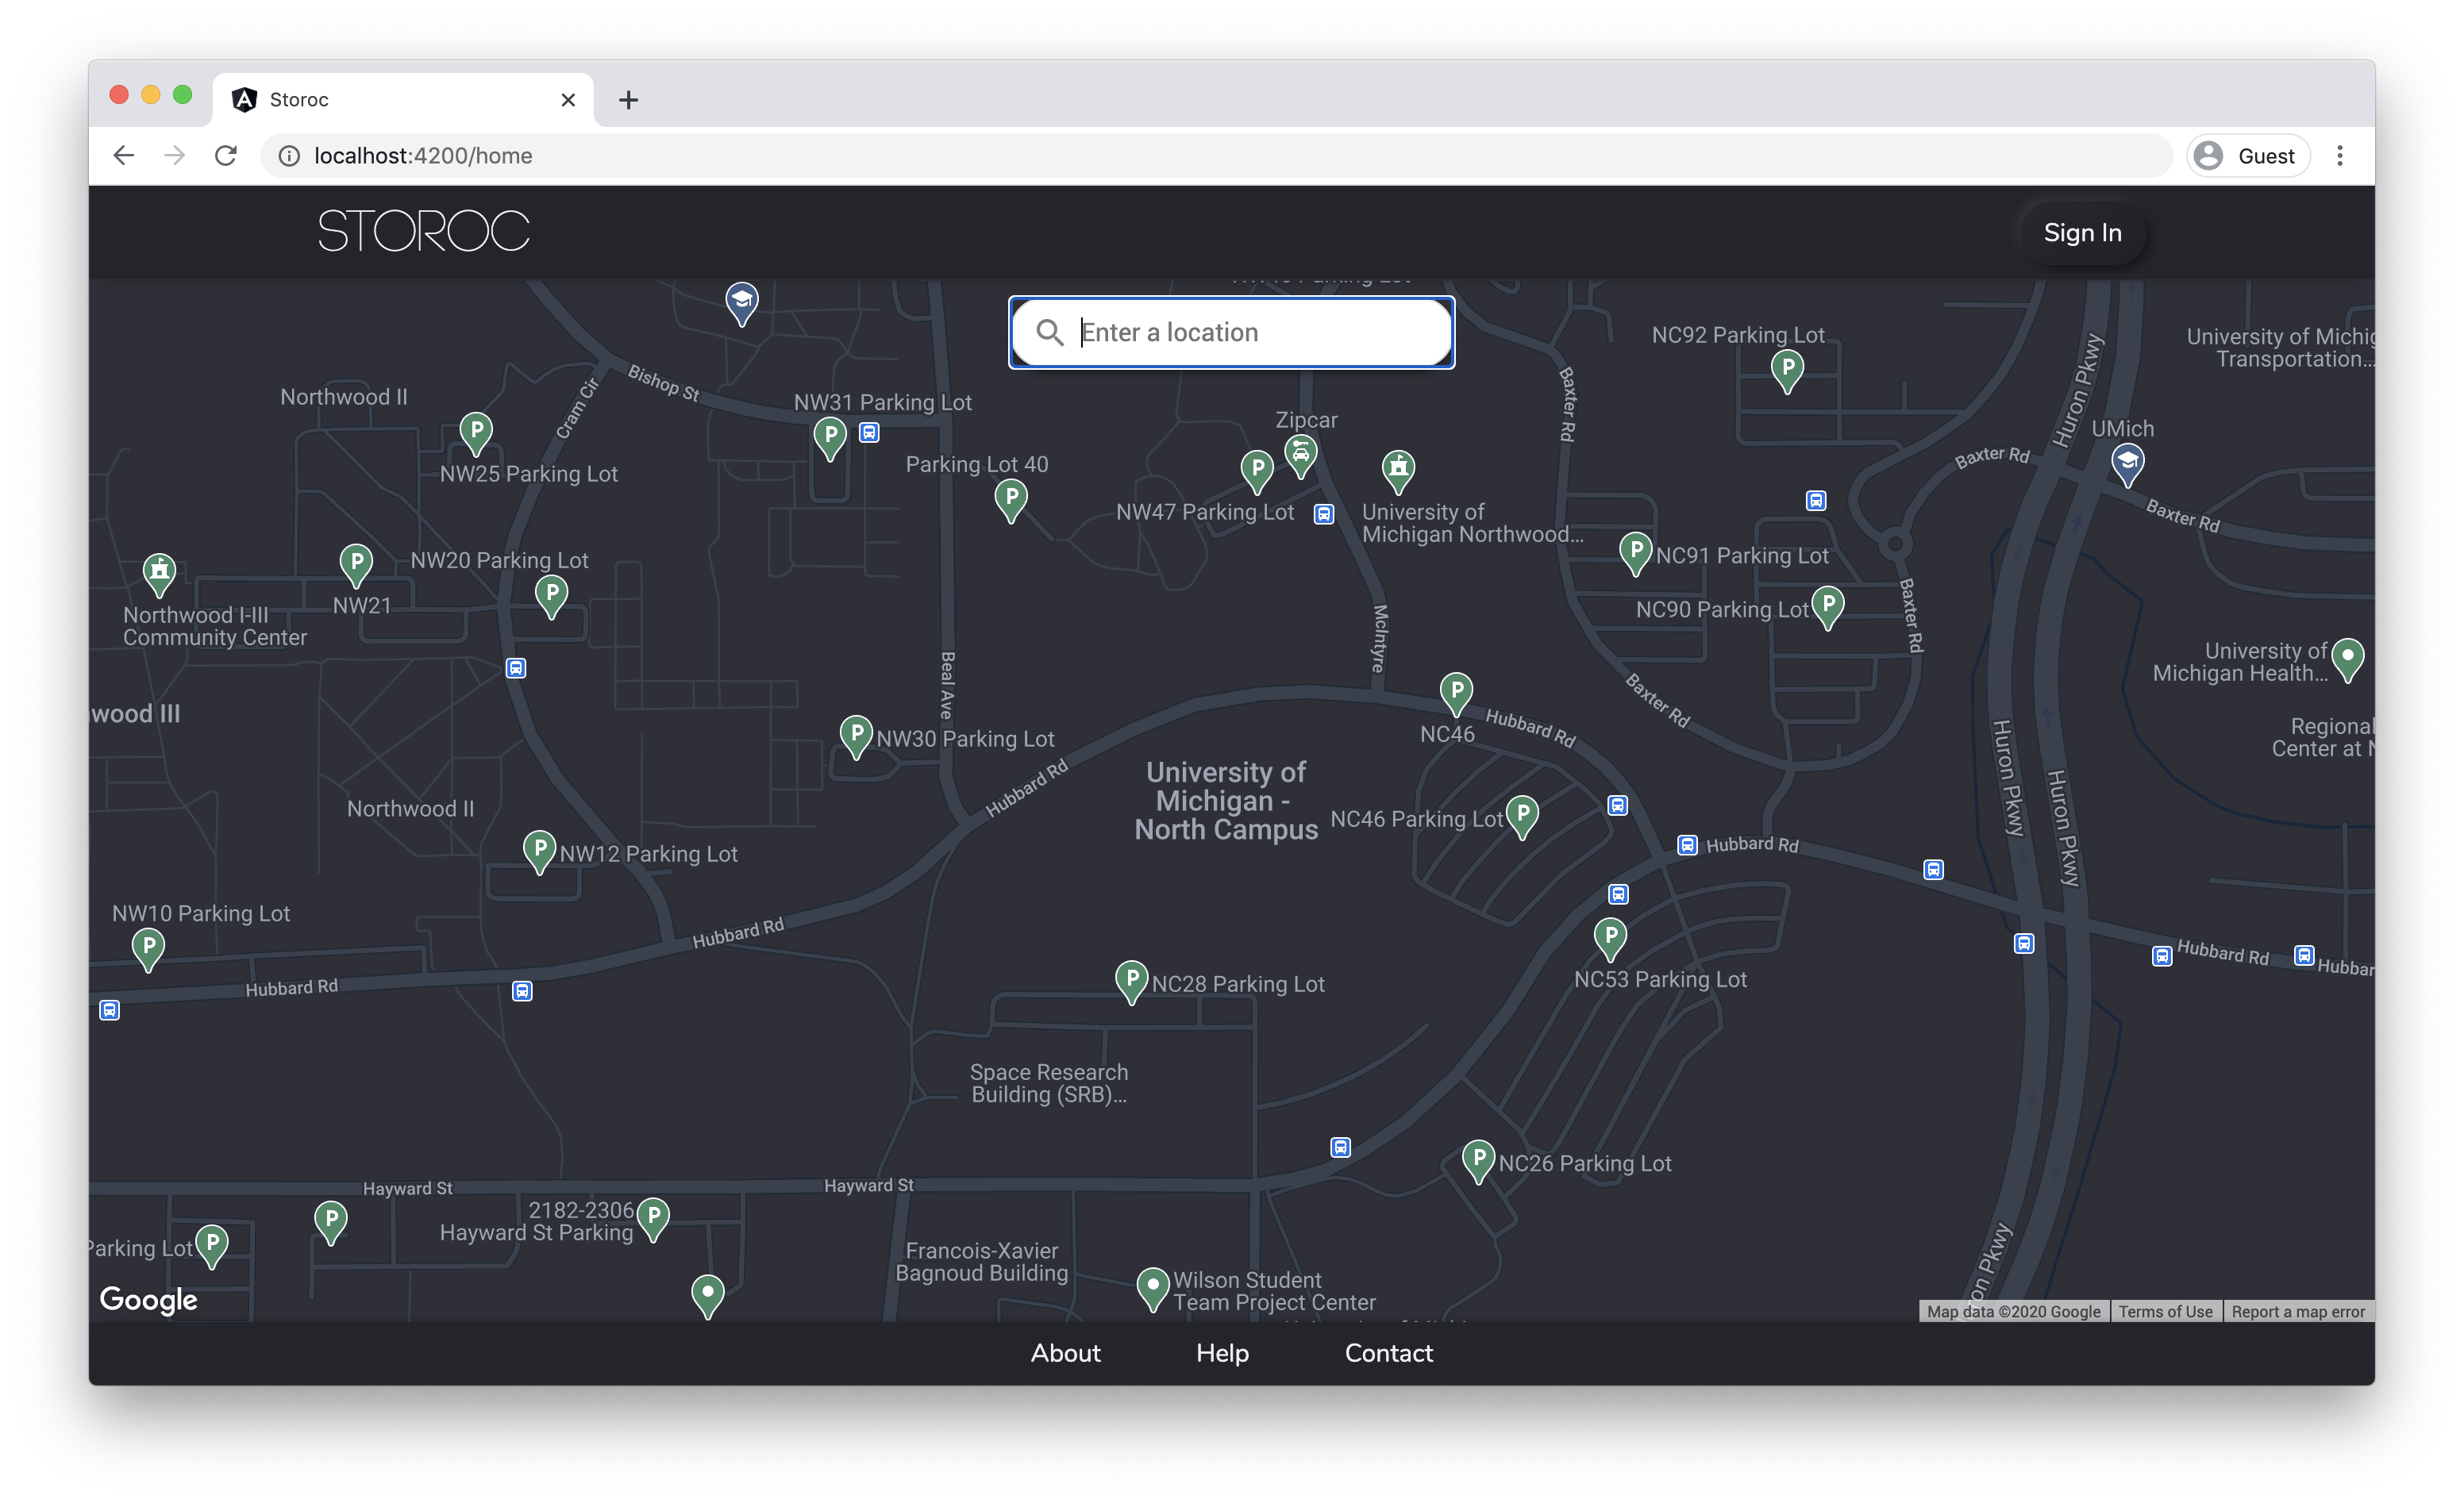 Storoc
localhost:4200/home
Guest
STOROC
Sign In
Enter a location
NC92 Parking Lot
University of Michig
Transportation...
Huron Pkwy
Bishop St
Cram Cir
Baxter Rd
Northwood II
NW31 Parking Lot
Zipcar
UMich
Baxter Rd
NW25 Parking Lot
Parking Lot 40
NW47 Parking Lot
University of
Michigan Northwood...
Baxter Rd
NW20 Parking Lot
NC91 Parking Lot
NW21
Northwood I-III
Community Center
NC90 Parking Lot
Baxter Rd
McIntyre
University of
Michigan Health...
Beal Ave
Baxter Rd
wood III
NW30 Parking Lot
NC46
Hubbard Rd
Regional
Center at N
Huron Pkwy
Hubbard Rd
University of
Michigan -
North Campus
Huron Pkwy
Northwood II
NC46 Parking Lot
Hubbard Rd
NW12 Parking Lot
NW10 Parking Lot
Hubbard Rd
Hubbard Rd
Hubbar
Hubbard Rd
NC53 Parking Lot
NC28 Parking Lot
Space Research
Building (SRB)...
NC26 Parking Lot
Hayward St
Hayward St
2182-2306
Hayward St Parking
Parking Lot
Francois-Xavier
Bagnoud Building
Wilson Student
Team Project Center
ron Pkwy
Google
Map data ©2020 Google
Terms of Use
Report a map error
About
Help
Contact